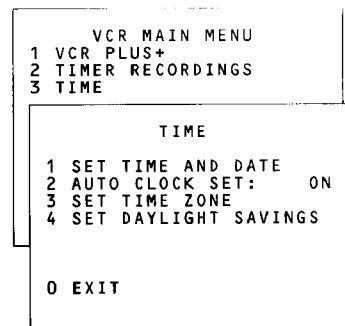 VCR MAIN MENU
1 VCR PLUS+
2 TIMER RECORDINGS
3 TIME
TIME
1 SET TIME AND DATE
2 AUTO CLOCK SET: ON
3 SET TIME ZONE
4 SET DAYLIGHT SAVINGS
0 EXIT